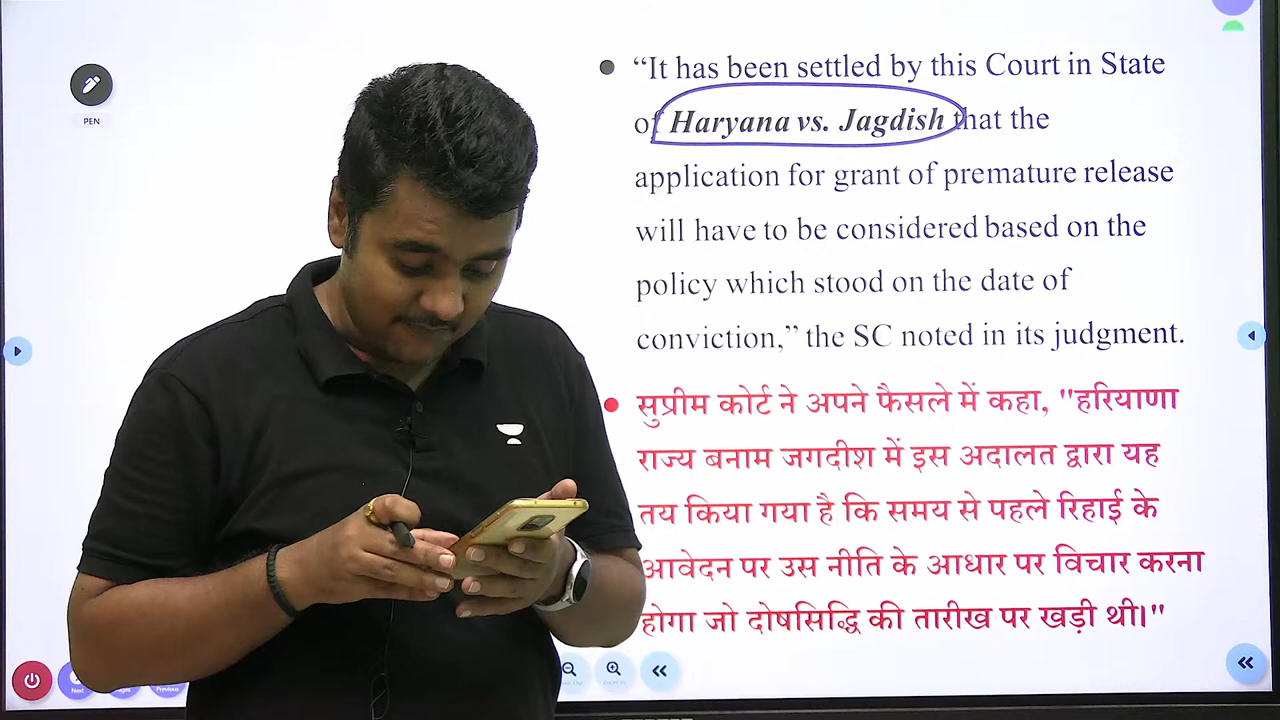 PEN
“It has been settled by this Court in State
of Haryana vs. Jagdish that the
application for grant of premature release
will have to be considered based on the
policy which stood on the date of
conviction,” the SC noted in its judgment.
सुप्रीम कोर्ट ने अपने फैसले में कहा, "हरियाणा
राज्य बनाम जगदीश में इस अदालत द्वारा यह
तय किया गया है कि समय से पहले रिहाई के
आवेदन पर उस नीति के आधार पर विचार करना
होगा जो दोषसिद्धि की तारीख पर खड़ी थी।"
Next
Previous